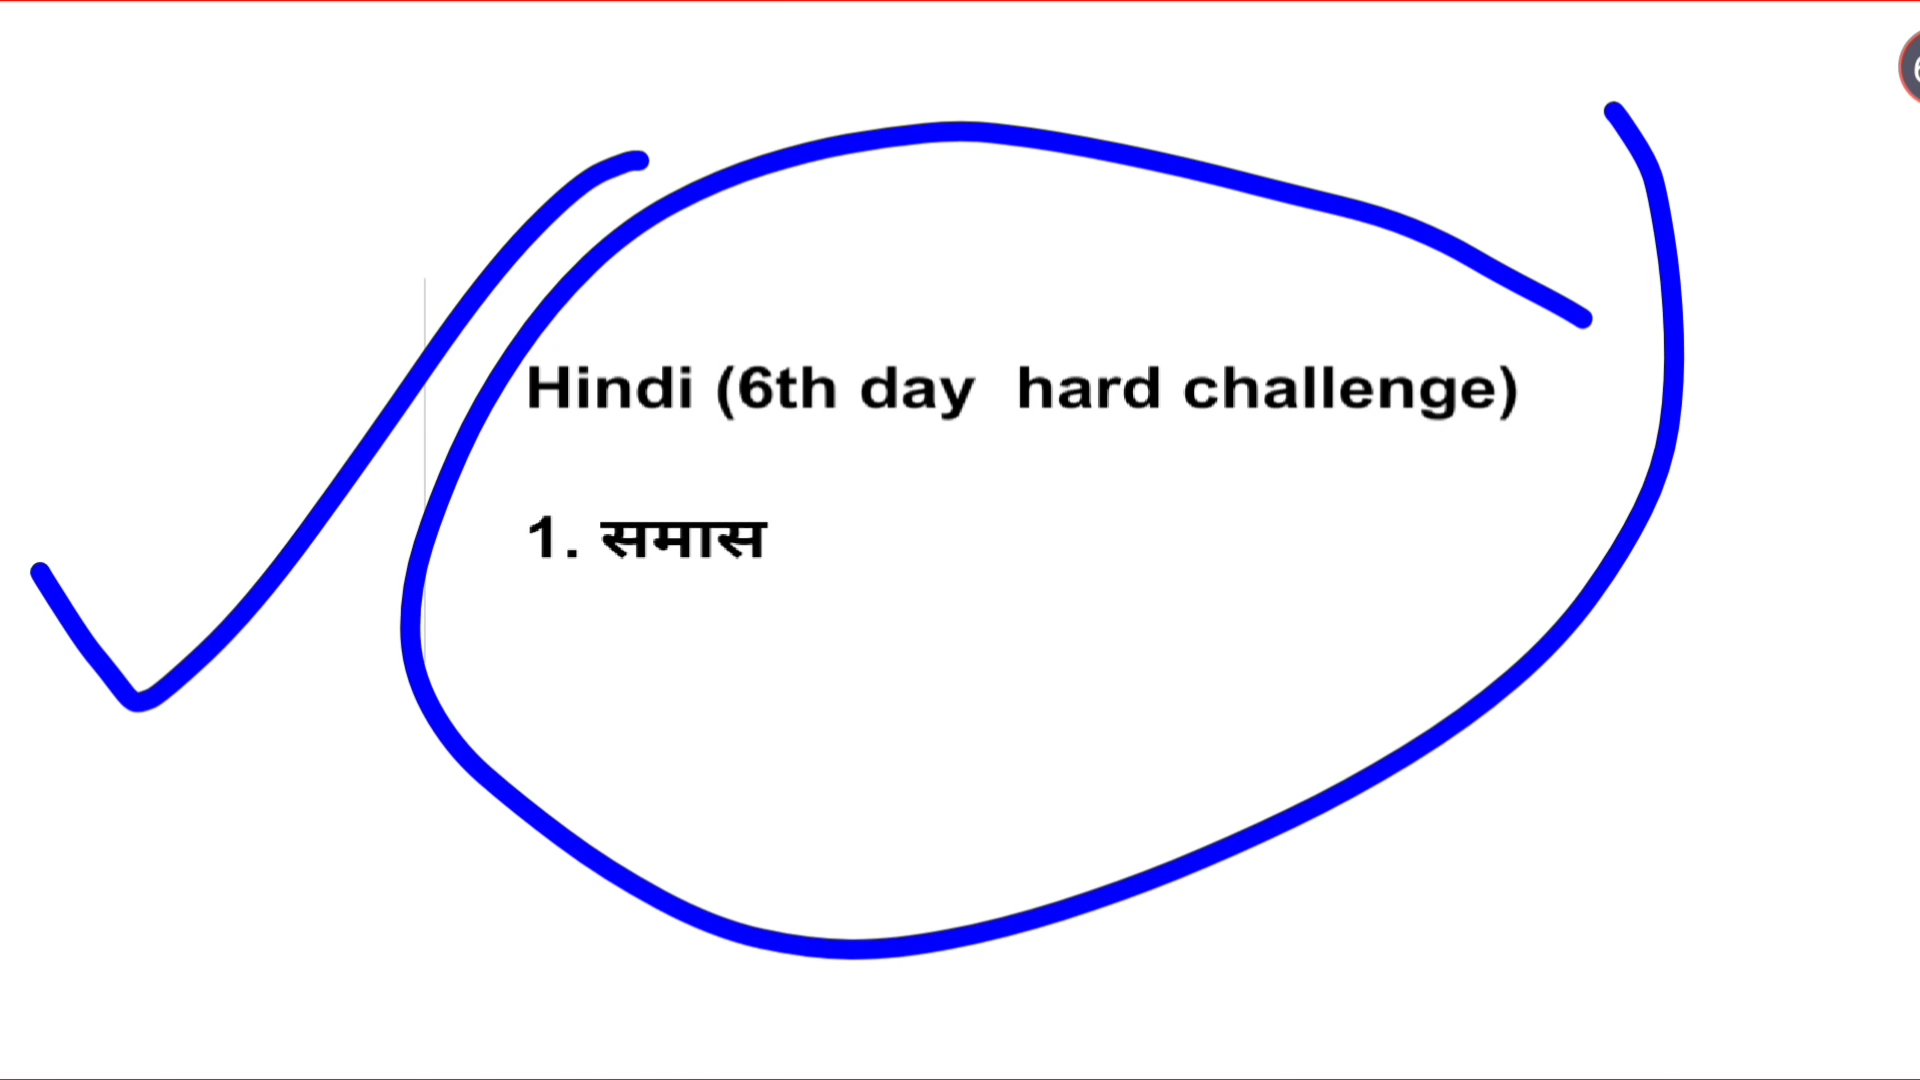 Hindi (6th day hard challenge)
1. समास